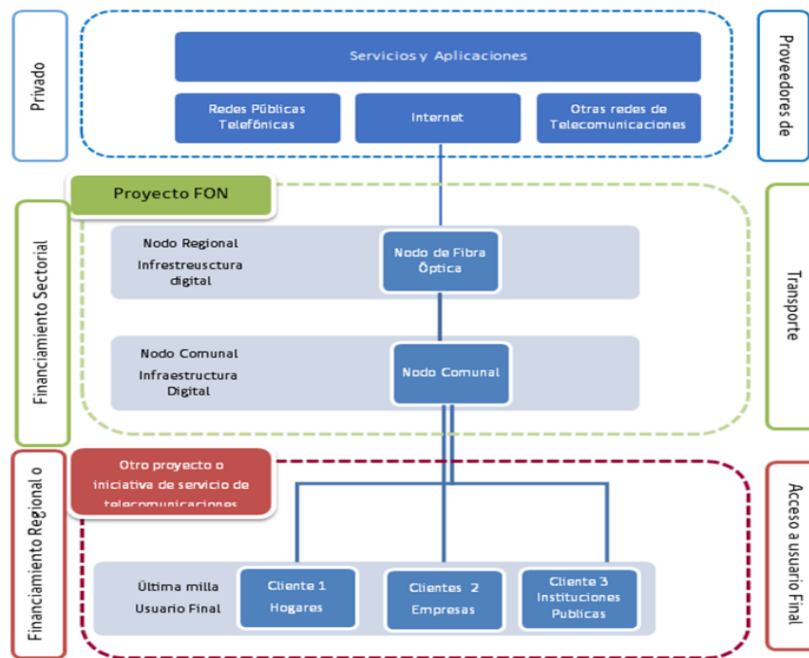 Privado
Servicios y Aplicaciones
Redes Públicas
Telefónicas
Internet
Otras redes de
Telecomunicaciones
Proveedores de
Financiamiento Sectorial
Proyecto FON
Nodo Regional
Infrestreusctura
digital
Nodo de Fibra
Óptica
Nodo Comunal
Infraestructura
Digital
Nodo Comunal
Transporte
Financiamiento Regional o
Otro proyecto o
iniciativa de servicio de
telecomunicaciones
Última milla
Usuario Final
Cliente 1
Hogares
Clientes 2
Empresas
Cliente 3
Instituciones
Publicas
Acceso a usuario Final